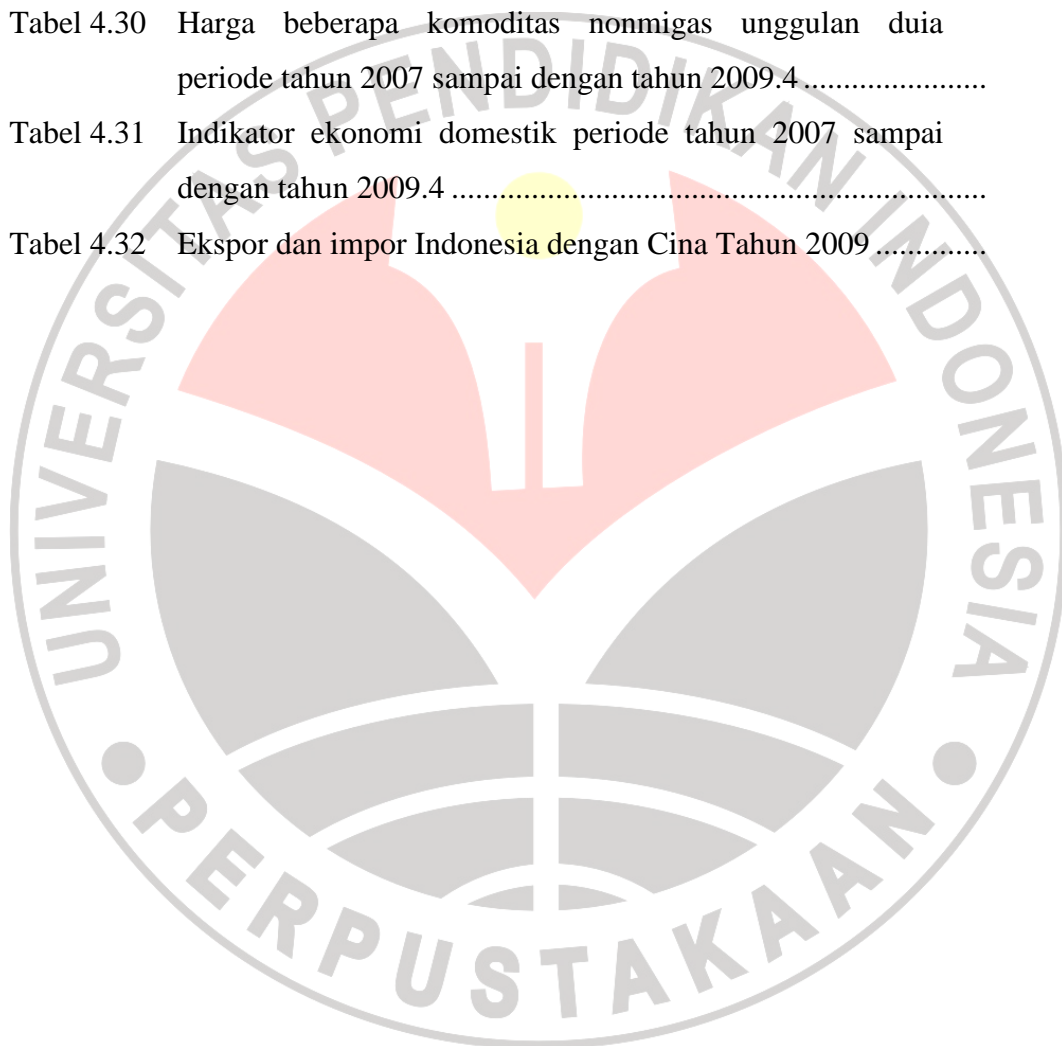 Tabel 4.30 Harga beberapa komoditas nonmigas unggulan duia
periode tahun 2007 sampai dengan tahun 2009.4 .......................
Tabel 4.31 Indikator ekonomi domestik periode tahun 2007 sampai
dengan tahun 2009.4 ....................................................................
Tabel 4.32 Ekspor dan impor Indonesia dengan Cina Tahun 2009 ..............
UNIVERSITAS PENDIDIKAN INDONESIA
PERPUSTAKAAN